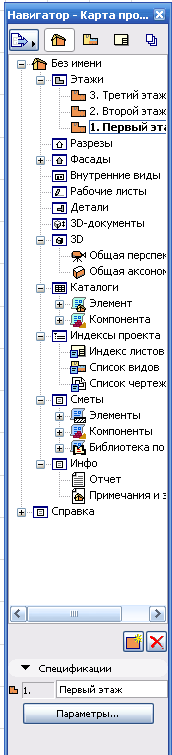 Навигатор - Карта про...
Без имени
Этажи
3. Третий этаж
2. Второй этаж
1. Первый эта
Разрезы
Фасады
Внутренние виды
Рабочие листы
Детали
3D-документы
3D
Общая перспек
Общая аксоном
Каталоги
Элемент
Компонента
Индексы проекта
Индекс листов
Список видов
Список чертеж
Сметы
Элементы
Компоненты
Библиотека по
Инфо
Отчет
Примечания и з
Справка
Спецификации
1. Первый этаж
Параметры...